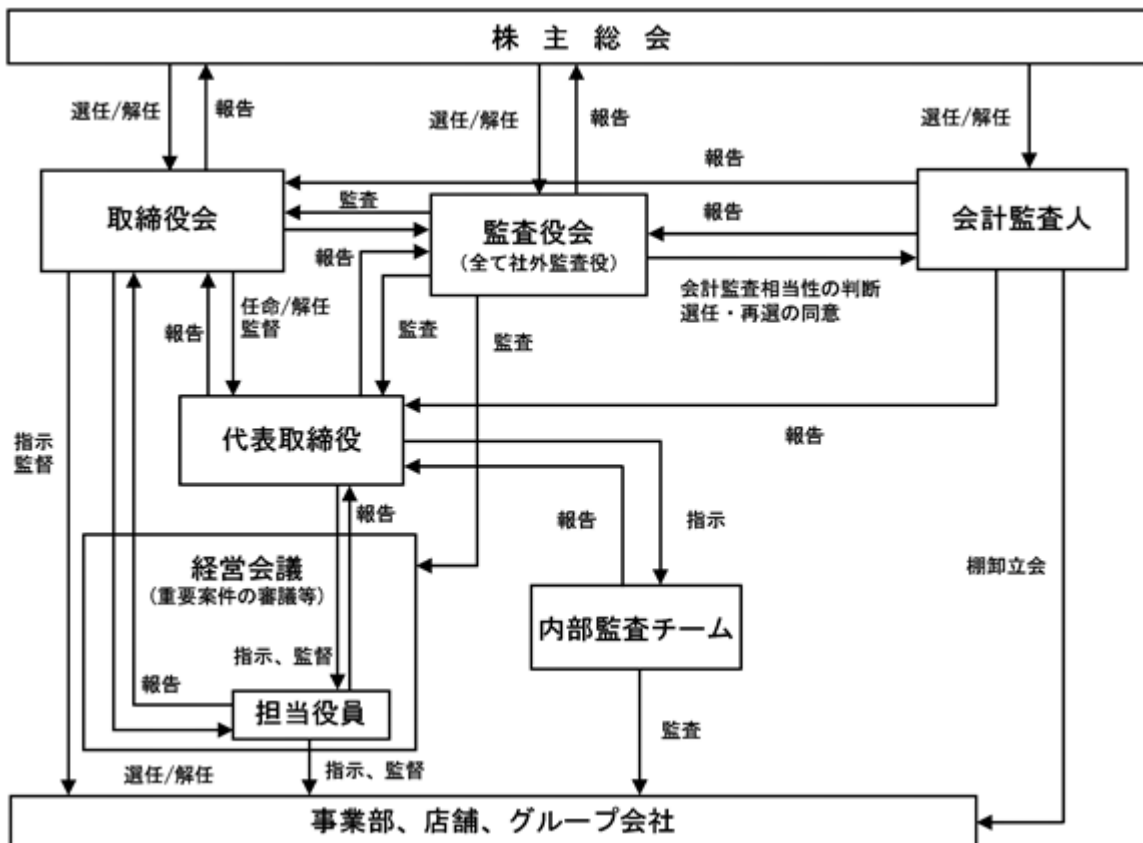 株主総会
選任/解任
報告
選任/解任
報告
選任/解任
報告
取締役会
監査
監査役会
(全て社外監査役)
報告
会計監査人
報告
会計監査相当性の判断
選任・再選の同意
任命/解任
監督
報告
監査
監査
代表取締役
報告
指示
監督
報告
報告
指示
経営会議
(重要案件の審議等)
棚卸立会
内部監査チーム
指示、監督
報告
担当役員
監査
選任/解任
指示、監督
事業部、店舗、グループ会社